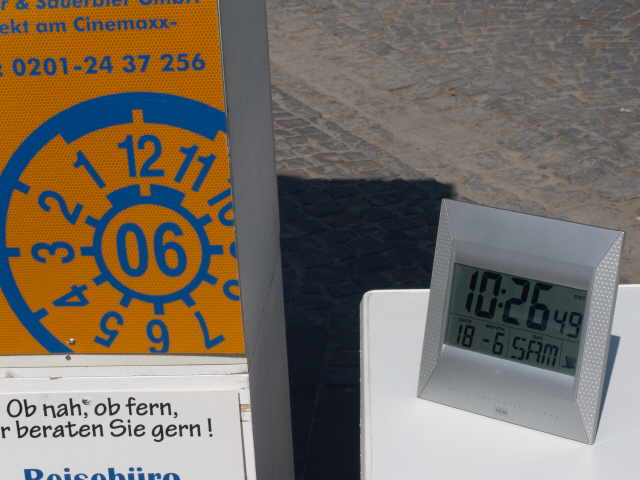 & Sauerbier GmbH
ekt am Cinemaxx-
: 0201-24 37 256
12
1
11
2
10
3
06
4
5
6
7
Ob nah, ob fern,
r beraten Sie gern !
Reisebüro
10:26 49
18 -6 SAM